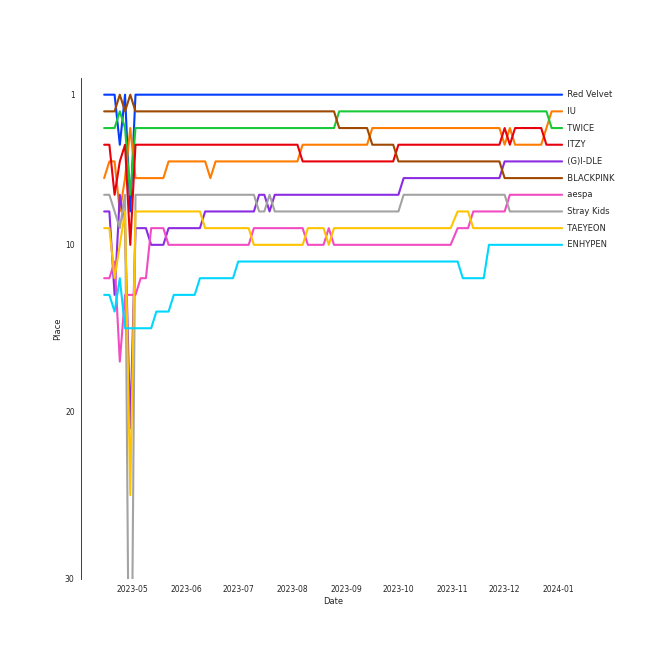 1
10
20
30
Place
Red Velvet
IU
TWICE
ITZY
(G)I-DLE
BLACKPINK
aespa
Stray Kids
TAEYEON
ENHYPEN
2023-05 2023-06 2023-07 2023-08 2023-09 2023-10 2023-11 2023-12 2024-01
Date